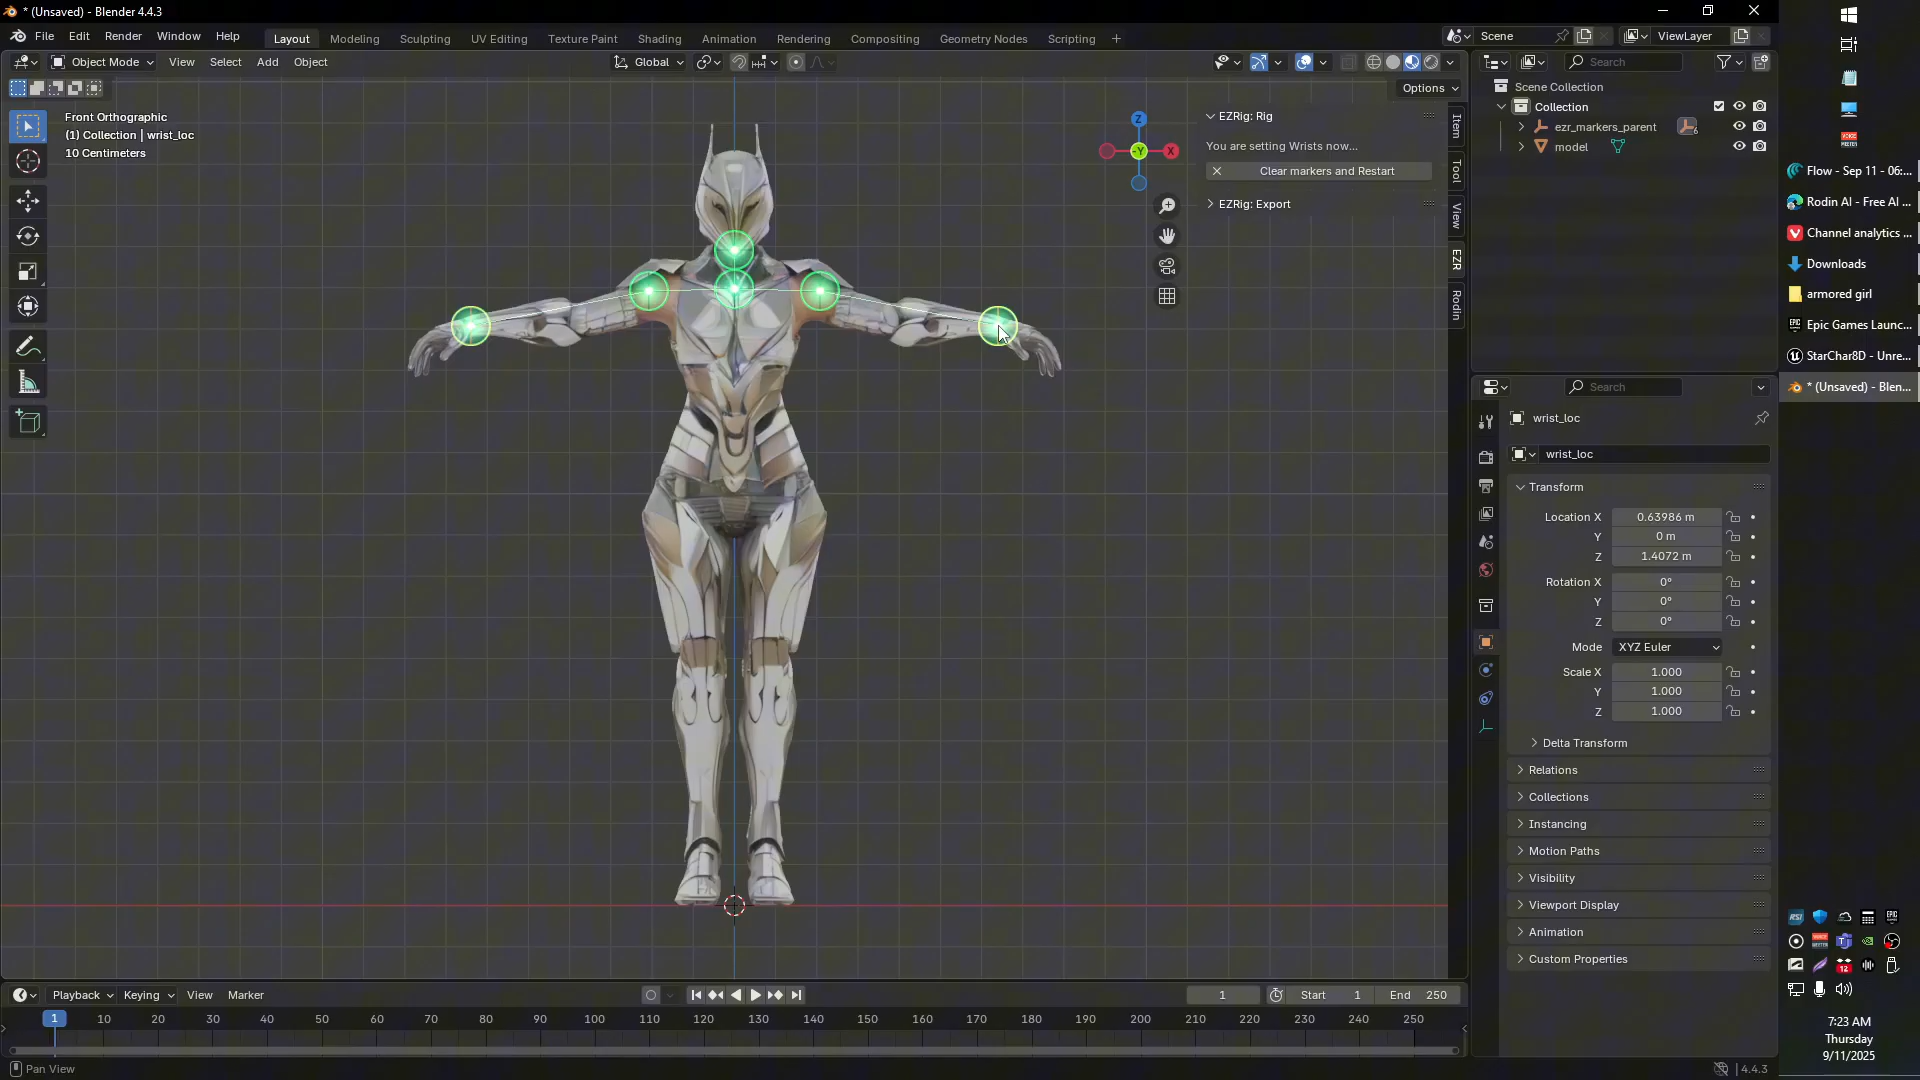 * (Unsaved) - Blender 4.4.3
File Edit Render Window Help
Layout Modeling Sculpting UV Editing Texture Paint Shading Animation Rendering Compositing Geometry Nodes Scripting +
Scene ViewLayer
Object Mode View Select Add Object
Global
Options
Front Orthographic
(1) Collection | wrist_loc
10 Centimeters
Z
-Y X
EZRig: Rig
You are setting Wrists now...
Clear markers and Restart
EZRig: Export
Item
Tool
View
EZR
Rodin
Search
Scene Collection
Collection
ezr_markers_parent 6
model
Search
wrist_loc
wrist_loc
Transform
Location X 0.63986 m
Y 0 m
Z 1.4072 m
Rotation X 0°
Y 0°
Z 0°
Mode XYZ Euler
Scale X 1.000
Y 1.000
Z 1.000
Delta Transform
Relations
Collections
Instancing
Motion Paths
Visibility
Viewport Display
Animation
Custom Properties
Playback Keying View Marker
1 Start 1 End 250
1 10 20 30 40 50 60 70 80 90 100 110 120 130 140 150 160 170 180 190 200 210 220 230 240 250
Pan View
4.4.3
Flow - Sep 11 - 06:...
Rodin AI - Free AI ...
Channel analytics ...
Downloads
armored girl
Epic Games Launc...
StarChar8D - Unre...
* (Unsaved) - Blen...
RSI
EPIC
12
7:23 AM
Thursday
9/11/2025